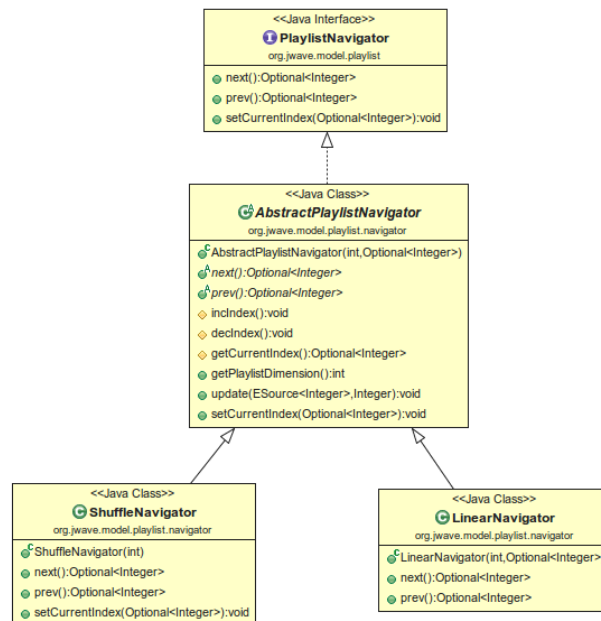 <<Java Interface>>
PlaylistNavigator
org.jwave.model.playlist
next():Optional<Integer>
prev():Optional<Integer>
setCurrentIndex(Optional<Integer>):void
<<Java Class>>
AbstractPlaylistNavigator
org.jwave.model.playlist.navigator
AbstractPlaylistNavigator(int,Optional<Integer>)
next():Optional<Integer>
prev():Optional<Integer>
incIndex():void
decIndex():void
getCurrentIndex():Optional<Integer>
getPlaylistDimension():int
update(ESource<Integer>,Integer):void
setCurrentIndex(Optional<Integer>):void
<<Java Class>>
ShuffleNavigator
org.jwave.model.playlist.navigator
ShuffleNavigator(int)
next():Optional<Integer>
prev():Optional<Integer>
setCurrentIndex(Optional<Integer>):void
<<Java Class>>
LinearNavigator
org.jwave.model.playlist.navigator
LinearNavigator(int,Optional<Integer>
next():Optional<Integer>
prev():Optional<Integer>